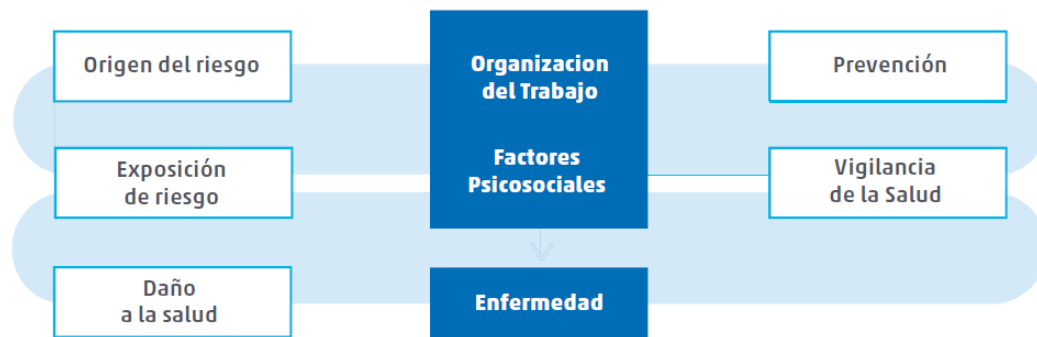 Origen del riesgo
Organizacion
del Trabajo
Prevención
Exposición
de riesgo
Factores
Psicosociales
Vigilancia
de la Salud
Daño
a la salud
Enfermedad